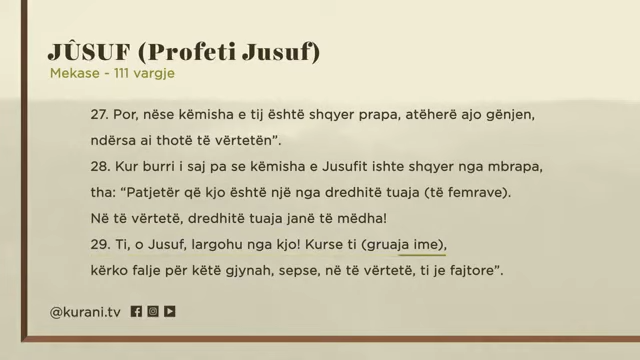 JÛSUF (Profeti Jusuf)
Mekase - 111 vargje
27. Por, nëse këmisha e tij është shqyer prapa, atëherë ajo gënjen,
ndërsa ai thotë të vërtetën”.
28. Kur burri i saj pa se këmisha e Jusufit ishte shqyer nga mbrapa,
tha: “Patjetër që kjo është një nga dredhitë tuaja (të femrave).
Në të vërtetë, dredhitë tuaja janë të mëdha!
29. Ti, o Jusuf, largohu nga kjo! Kurse ti (gruaja ime),
kërko falje për këtë gjynah, sepse, në të vërtetë, ti je fajtore”.
@kurani.tv